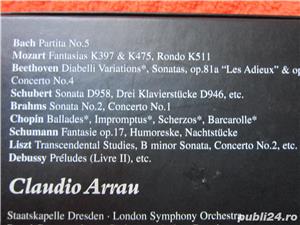 Bach Partita No.5
Mozart Fantasias K397 & K475, Rondo K511
Beethoven Diabelli Variations*, Sonatas, op.81a "Les Adieux" & op
Concerto No.4
Schubert Sonata D958, Drei Klavierstücke D946, etc.
Brahms Sonata No.2, Concerto No.1
Chopin Ballades*, Impromptus*, Scherzos*, Barcarolle*
Schumann Fantasie op.17, Humoreske, Nachtstücke
Liszt Transcendental Studies, B minor Sonata, Concerto No.2, etc.
Debussy Préludes (Livre II), etc.
Claudio Arrau
Staatskapelle Dresden · London Symphony Orchestra
publi24.ro